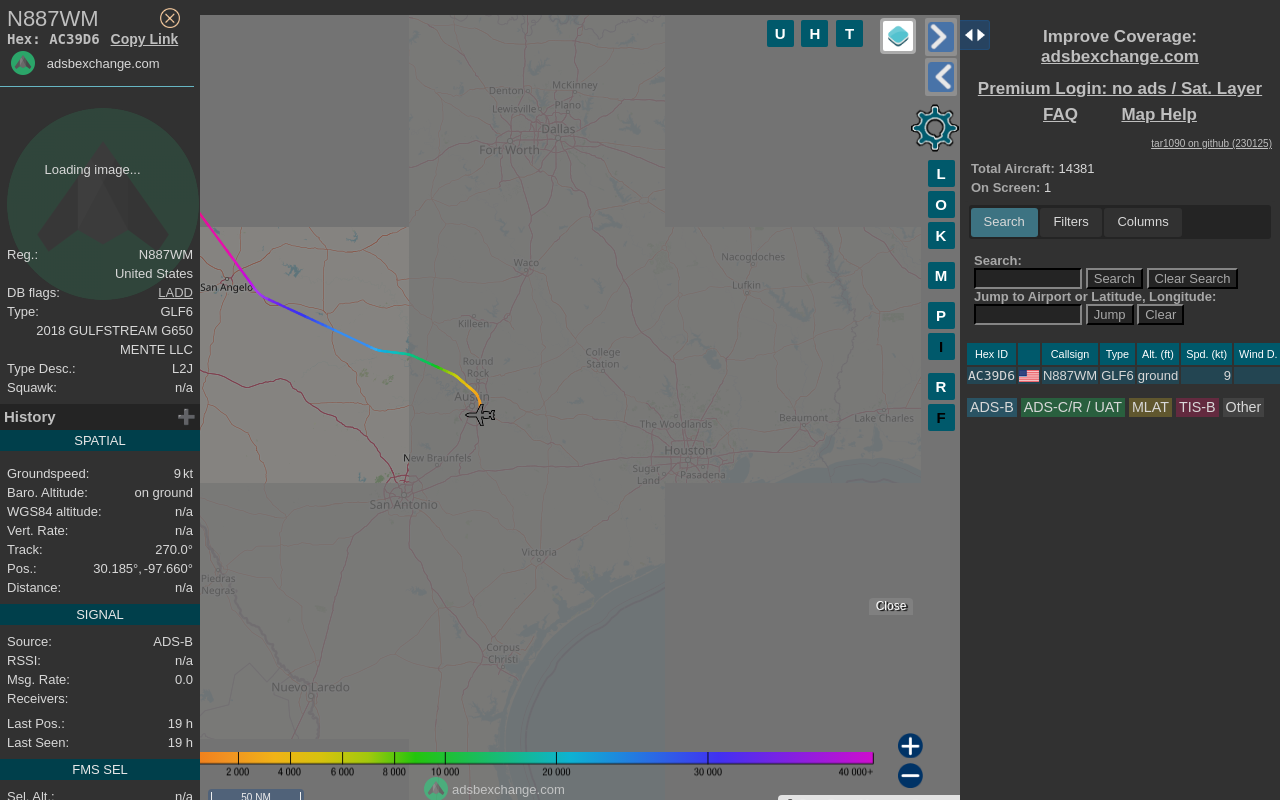 N887WM
Hex: AC39D6 Copy Link
adsbexchange.com
Loading image...
Reg.: N887WM
United States
DB flags: LADD
Type: GLF6
2018 GULFSTREAM G650
MENTE LLC
Type Desc.: L2J
Squawk: n/a
History
SPATIAL
Groundspeed: 9 kt
Baro. Altitude: on ground
WGS84 altitude: n/a
Vert. Rate: n/a
Track: 270.0°
Pos.: 30.185°, -97.660°
Distance: n/a
SIGNAL
Source: ADS-B
RSSI: n/a
Msg. Rate: 0.0
Receivers:
Last Pos.: 19 h
Last Seen: 19 h
FMS SEL
Sel. Alt.: n/a
U H T
Denton
McKinney
Lewisville
Plano
Dallas
Fort Worth
Waco
Nacogdoches
Lufkin
San Angelo
Killeen
Round
Rock
College
Station
Austin
The Woodlands
Beaumont
Lake Charles
New Braunfels
Houston
Sugar
Land
Pasadena
San Antonio
Victoria
Piedras
Negras
Corpus
Christi
Nuevo Laredo
L
O
K
M
P
I
R
F
Close
2 000 4 000 6 000 8 000 10 000 20 000 30 000 40 000+
adsbexchange.com
50 NM
Improve Coverage:
adsbexchange.com
Premium Login: no ads / Sat. Layer
FAQ Map Help
tar1090 on github (230125)
Total Aircraft: 14381
On Screen: 1
Search Filters Columns
Search:
Search Clear Search
Jump to Airport or Latitude, Longitude:
Jump Clear
Hex ID Callsign Type Alt. (ft) Spd. (kt) Wind D.
AC39D6 N887WM GLF6 ground 9
ADS-B ADS-C/R / UAT MLAT TIS-B Other